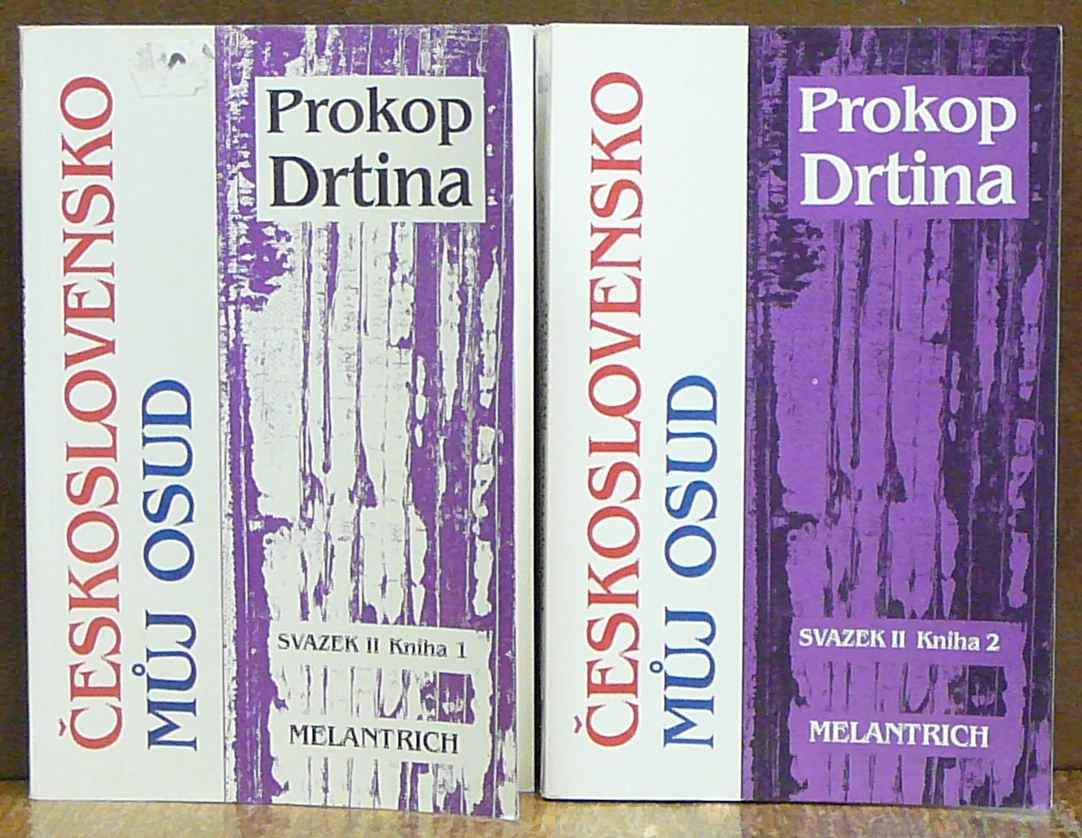 ČESKOSLOVENSKO
MŮJ OSUD
Prokop
Drtina
SVAZEK II Kniha 1
MELANTRICH
ČESKOSLOVENSKO
MŮJ OSUD
Prokop
Drtina
SVAZEK II Kniha 2
MELANTRICH